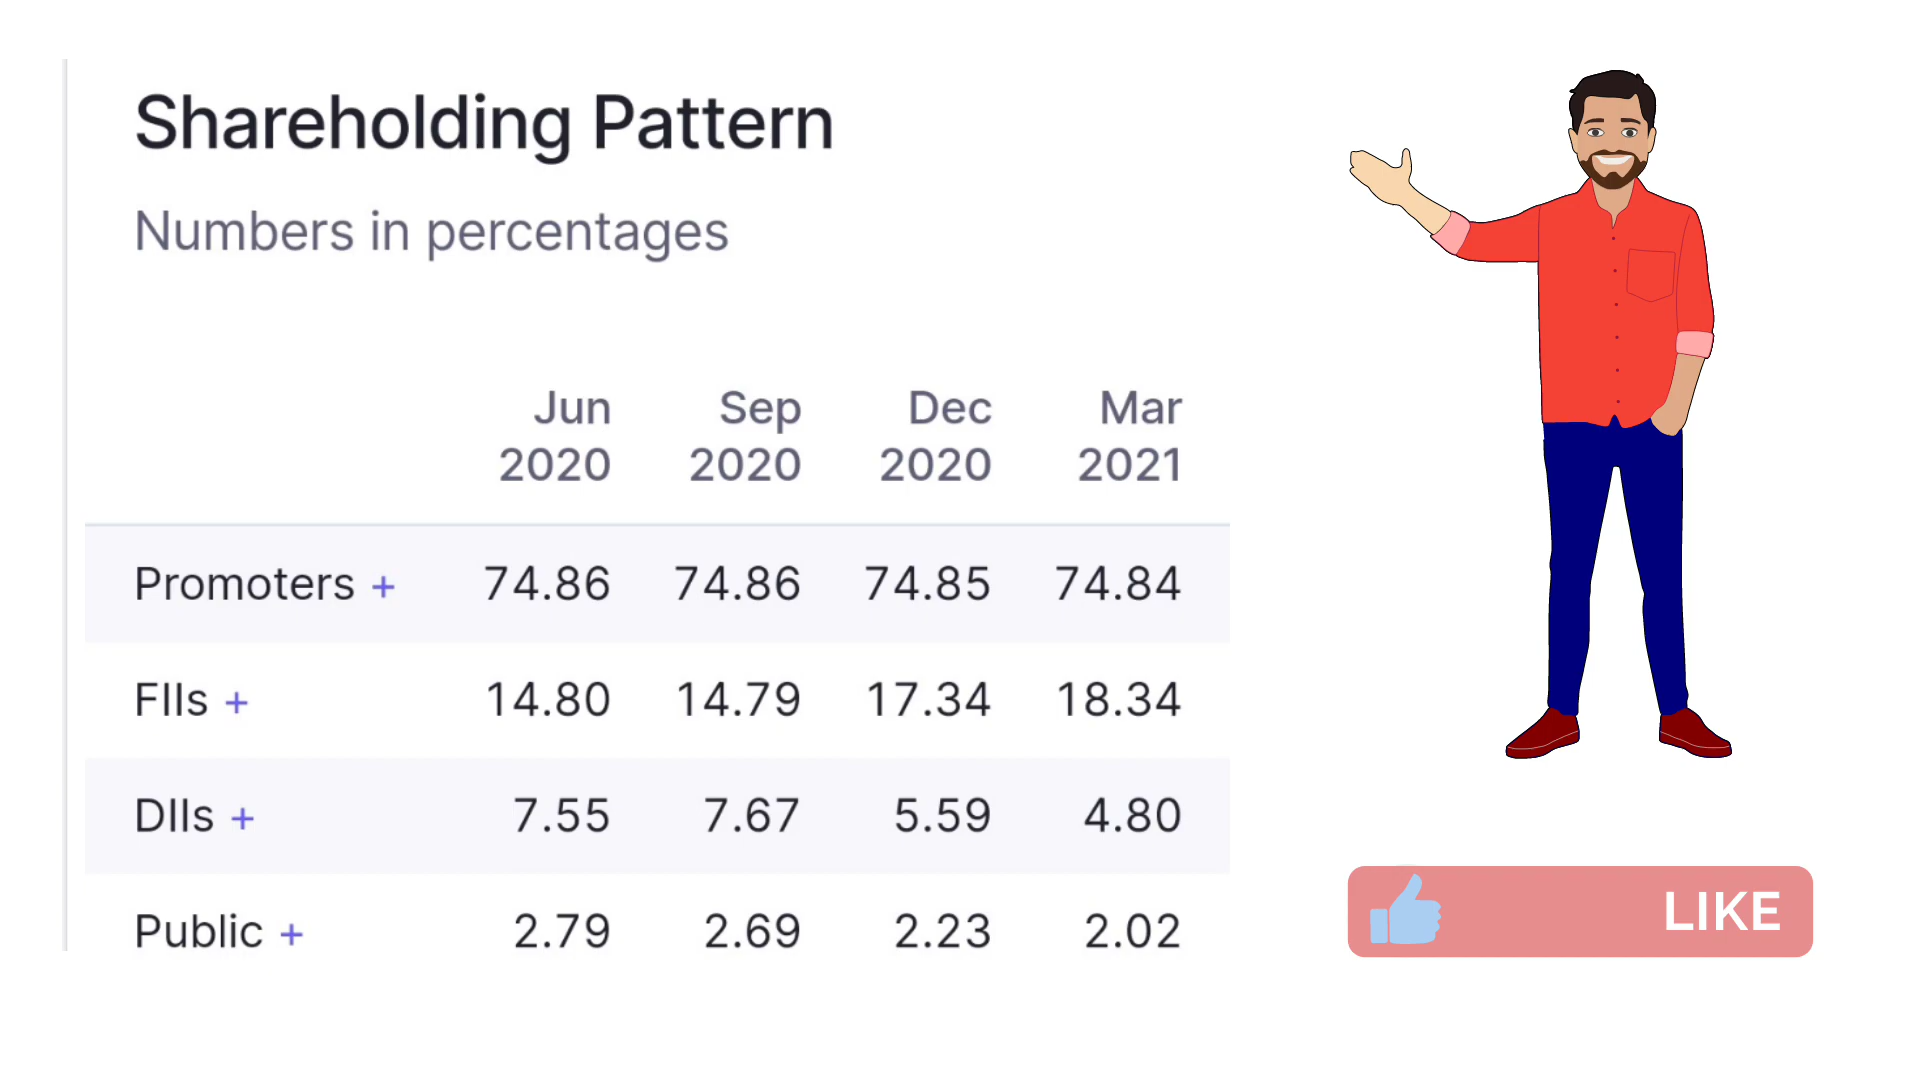 Shareholding Pattern
Numbers in percentages
Jun Sep Dec Mar
2020 2020 2020 2021
Promoters + 74.86 74.86 74.85 74.84
FIIs + 14.80 14.79 17.34 18.34
DIIs + 7.55 7.67 5.59 4.80
Public + 2.79 2.69 2.23 2.02
LIKE